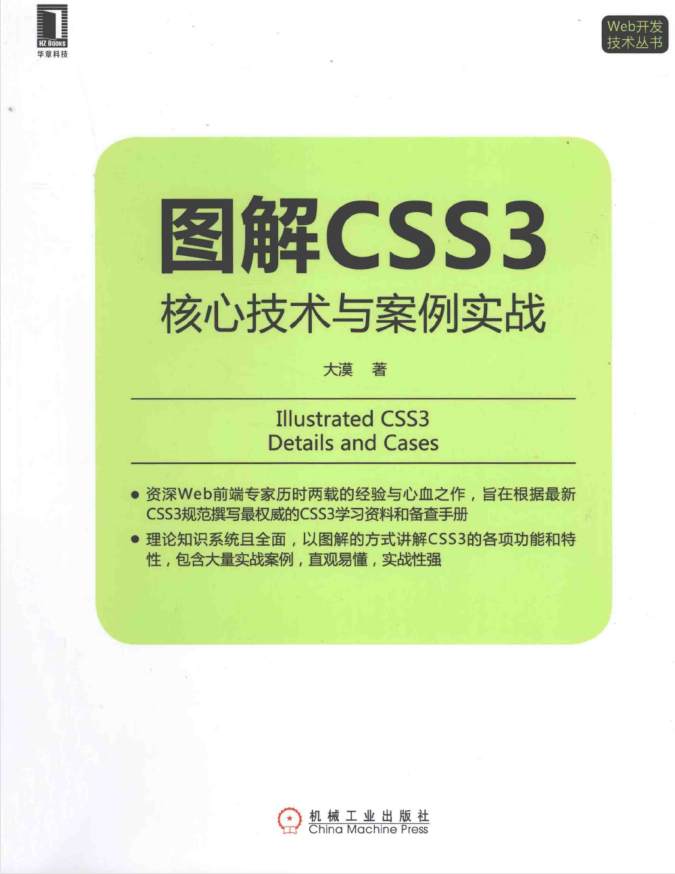 HZ BOOKS
华章科技
Web开发
技术丛书
图解CSS3
核心技术与案例实战
大漠 著
Illustrated CSS3
Details and Cases
● 资深Web前端专家历时两载的经验与心血之作，旨在根据最新
CSS3规范撰写最权威的CSS3学习资料和备查手册
● 理论知识系统且全面，以图解的方式讲解CSS3的各项功能和特
性，包含大量实战案例，直观易懂，实战性强
机械工业出版社
China Machine Press